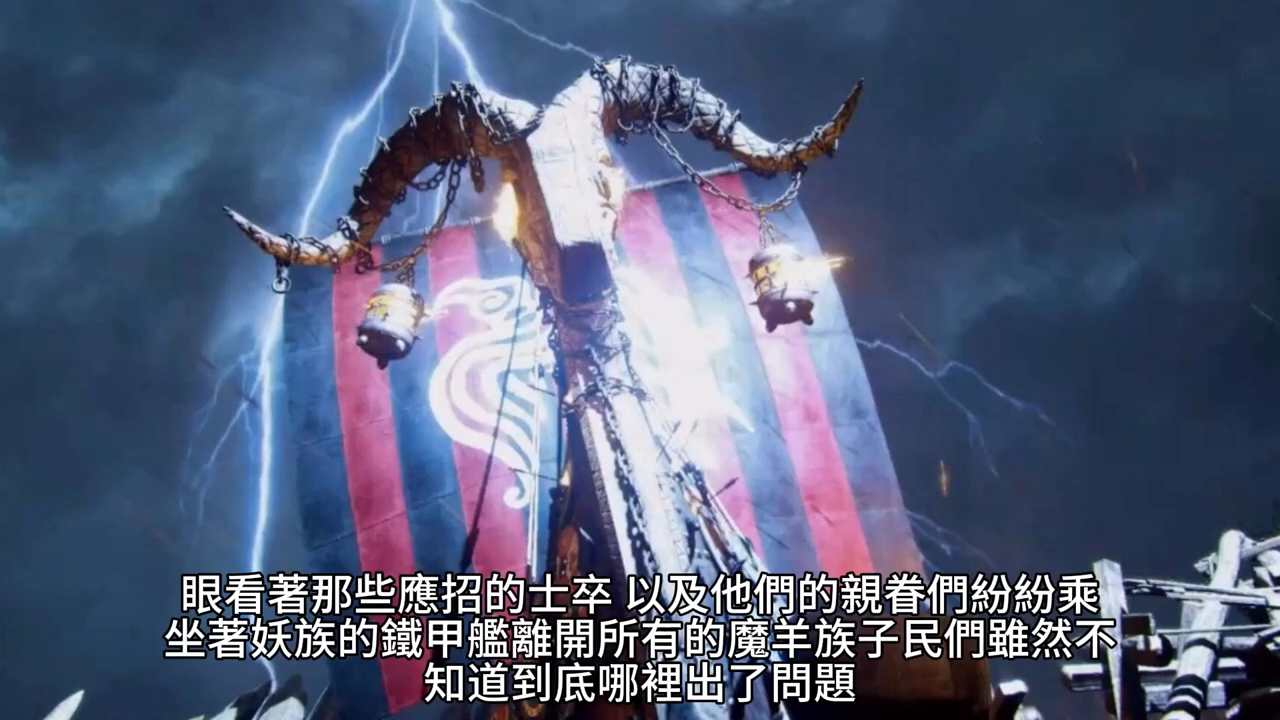 眼看著那些應招的士卒 以及他們的親眷們紛紛乘
坐著妖族的鐵甲艦離開所有的魔羊族子民們雖然不
知道到底哪裡出了問題